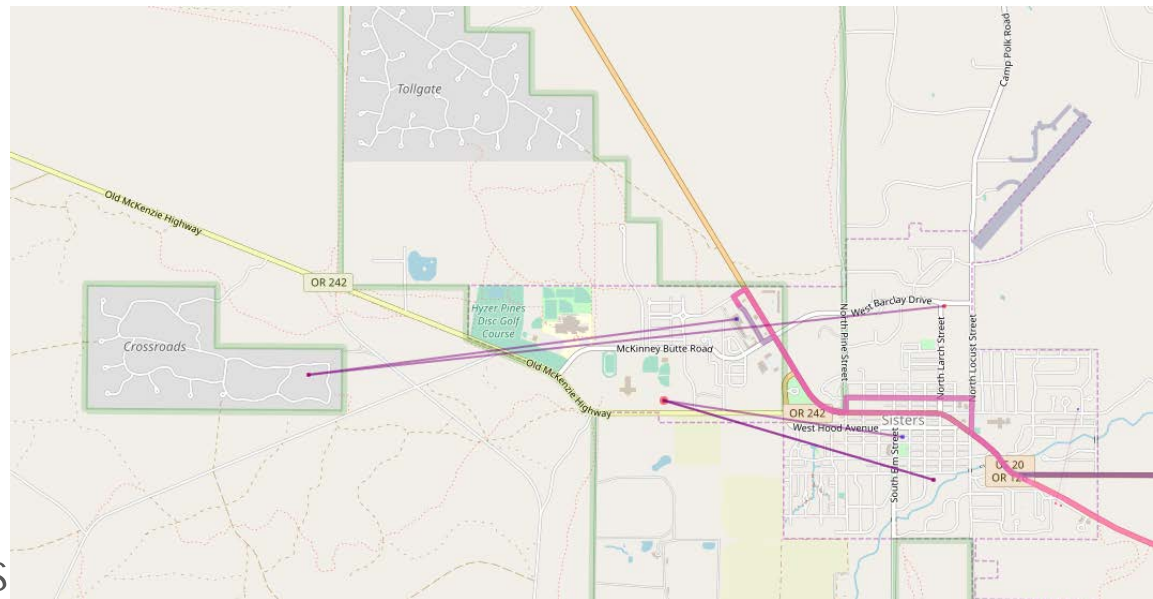 Camp Polk Road
Tollgate
Old McKenzie Highway
OR 242
Hyzer Pines
Disc Golf
Course
West Barclay Drive
Crossroads
McKinney Butte Road
North Pine Street
North Larch Street
North Locust Street
Old McKenzie Highway
OR 242
Sisters
West Hood Avenue
South Elm Street
US 20
OR 126
S